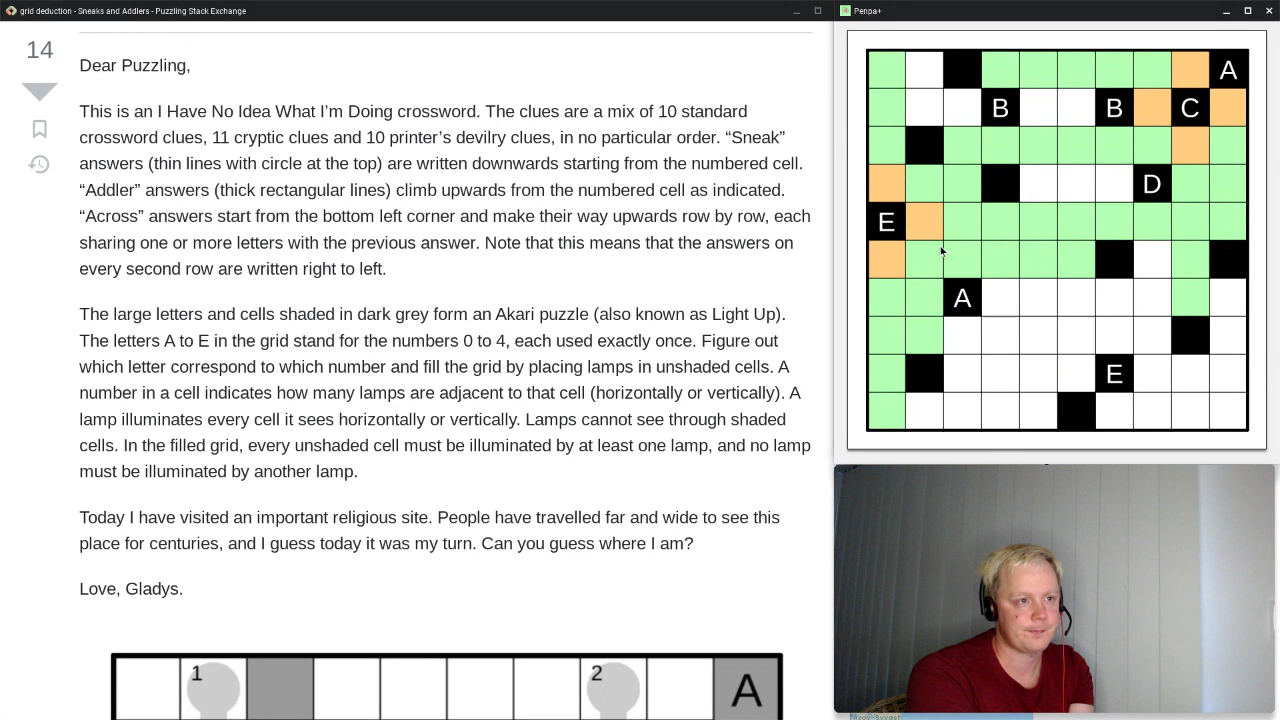 grid deduction - Sneaks and Addlers - Puzzling Stack Exchange
Penpa+
14
Dear Puzzling,
This is an I Have No Idea What I’m Doing crossword. The clues are a mix of 10 standard
crossword clues, 11 cryptic clues and 10 printer’s devilry clues, in no particular order. “Sneak”
answers (thin lines with circle at the top) are written downwards starting from the numbered cell.
“Addler” answers (thick rectangular lines) climb upwards from the numbered cell as indicated.
“Across” answers start from the bottom left corner and make their way upwards row by row, each
sharing one or more letters with the previous answer. Note that this means that the answers on
every second row are written right to left.
The large letters and cells shaded in dark grey form an Akari puzzle (also known as Light Up).
The letters A to E in the grid stand for the numbers 0 to 4, each used exactly once. Figure out
which letter correspond to which number and fill the grid by placing lamps in unshaded cells. A
number in a cell indicates how many lamps are adjacent to that cell (horizontally or vertically). A
lamp illuminates every cell it sees horizontally or vertically. Lamps cannot see through shaded
cells. In the filled grid, every unshaded cell must be illuminated by at least one lamp, and no lamp
must be illuminated by another lamp.
Today I have visited an important religious site. People have travelled far and wide to see this
place for centuries, and I guess today it was my turn. Can you guess where I am?
Love, Gladys.
1 2 A
A
B B C
D
E
A
E